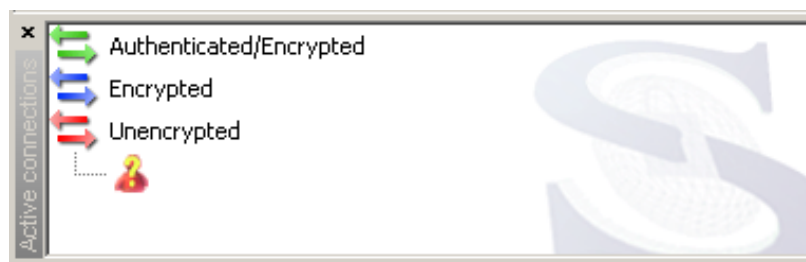 Active connections
Authenticated/Encrypted
Encrypted
Unencrypted